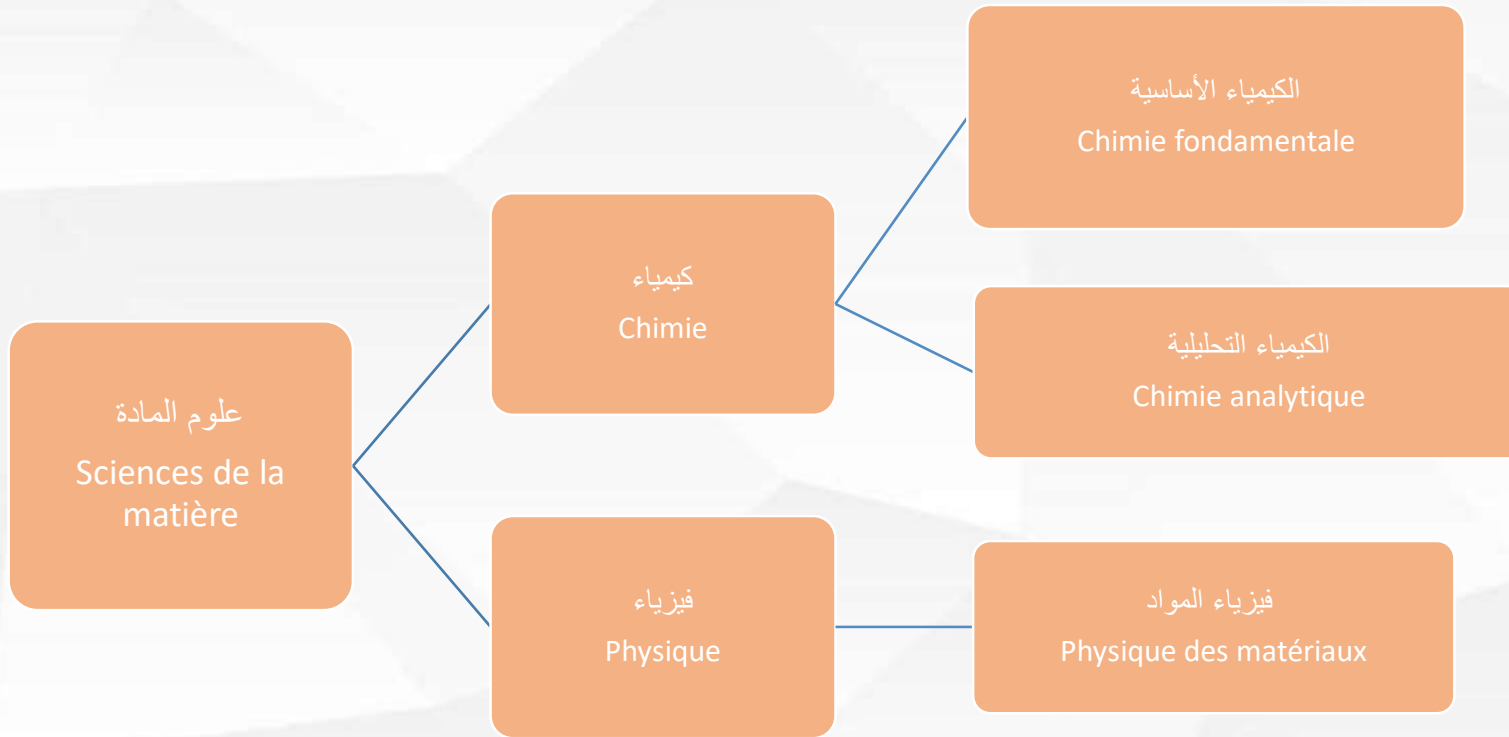 علوم المادة
Sciences de la
matière
كيمياء
Chimie
الكيمياء الأساسية
Chimie fondamentale
الكيمياء التحليلية
Chimie analytique
فيزياء
Physique
فيزياء المواد
Physique des matériaux